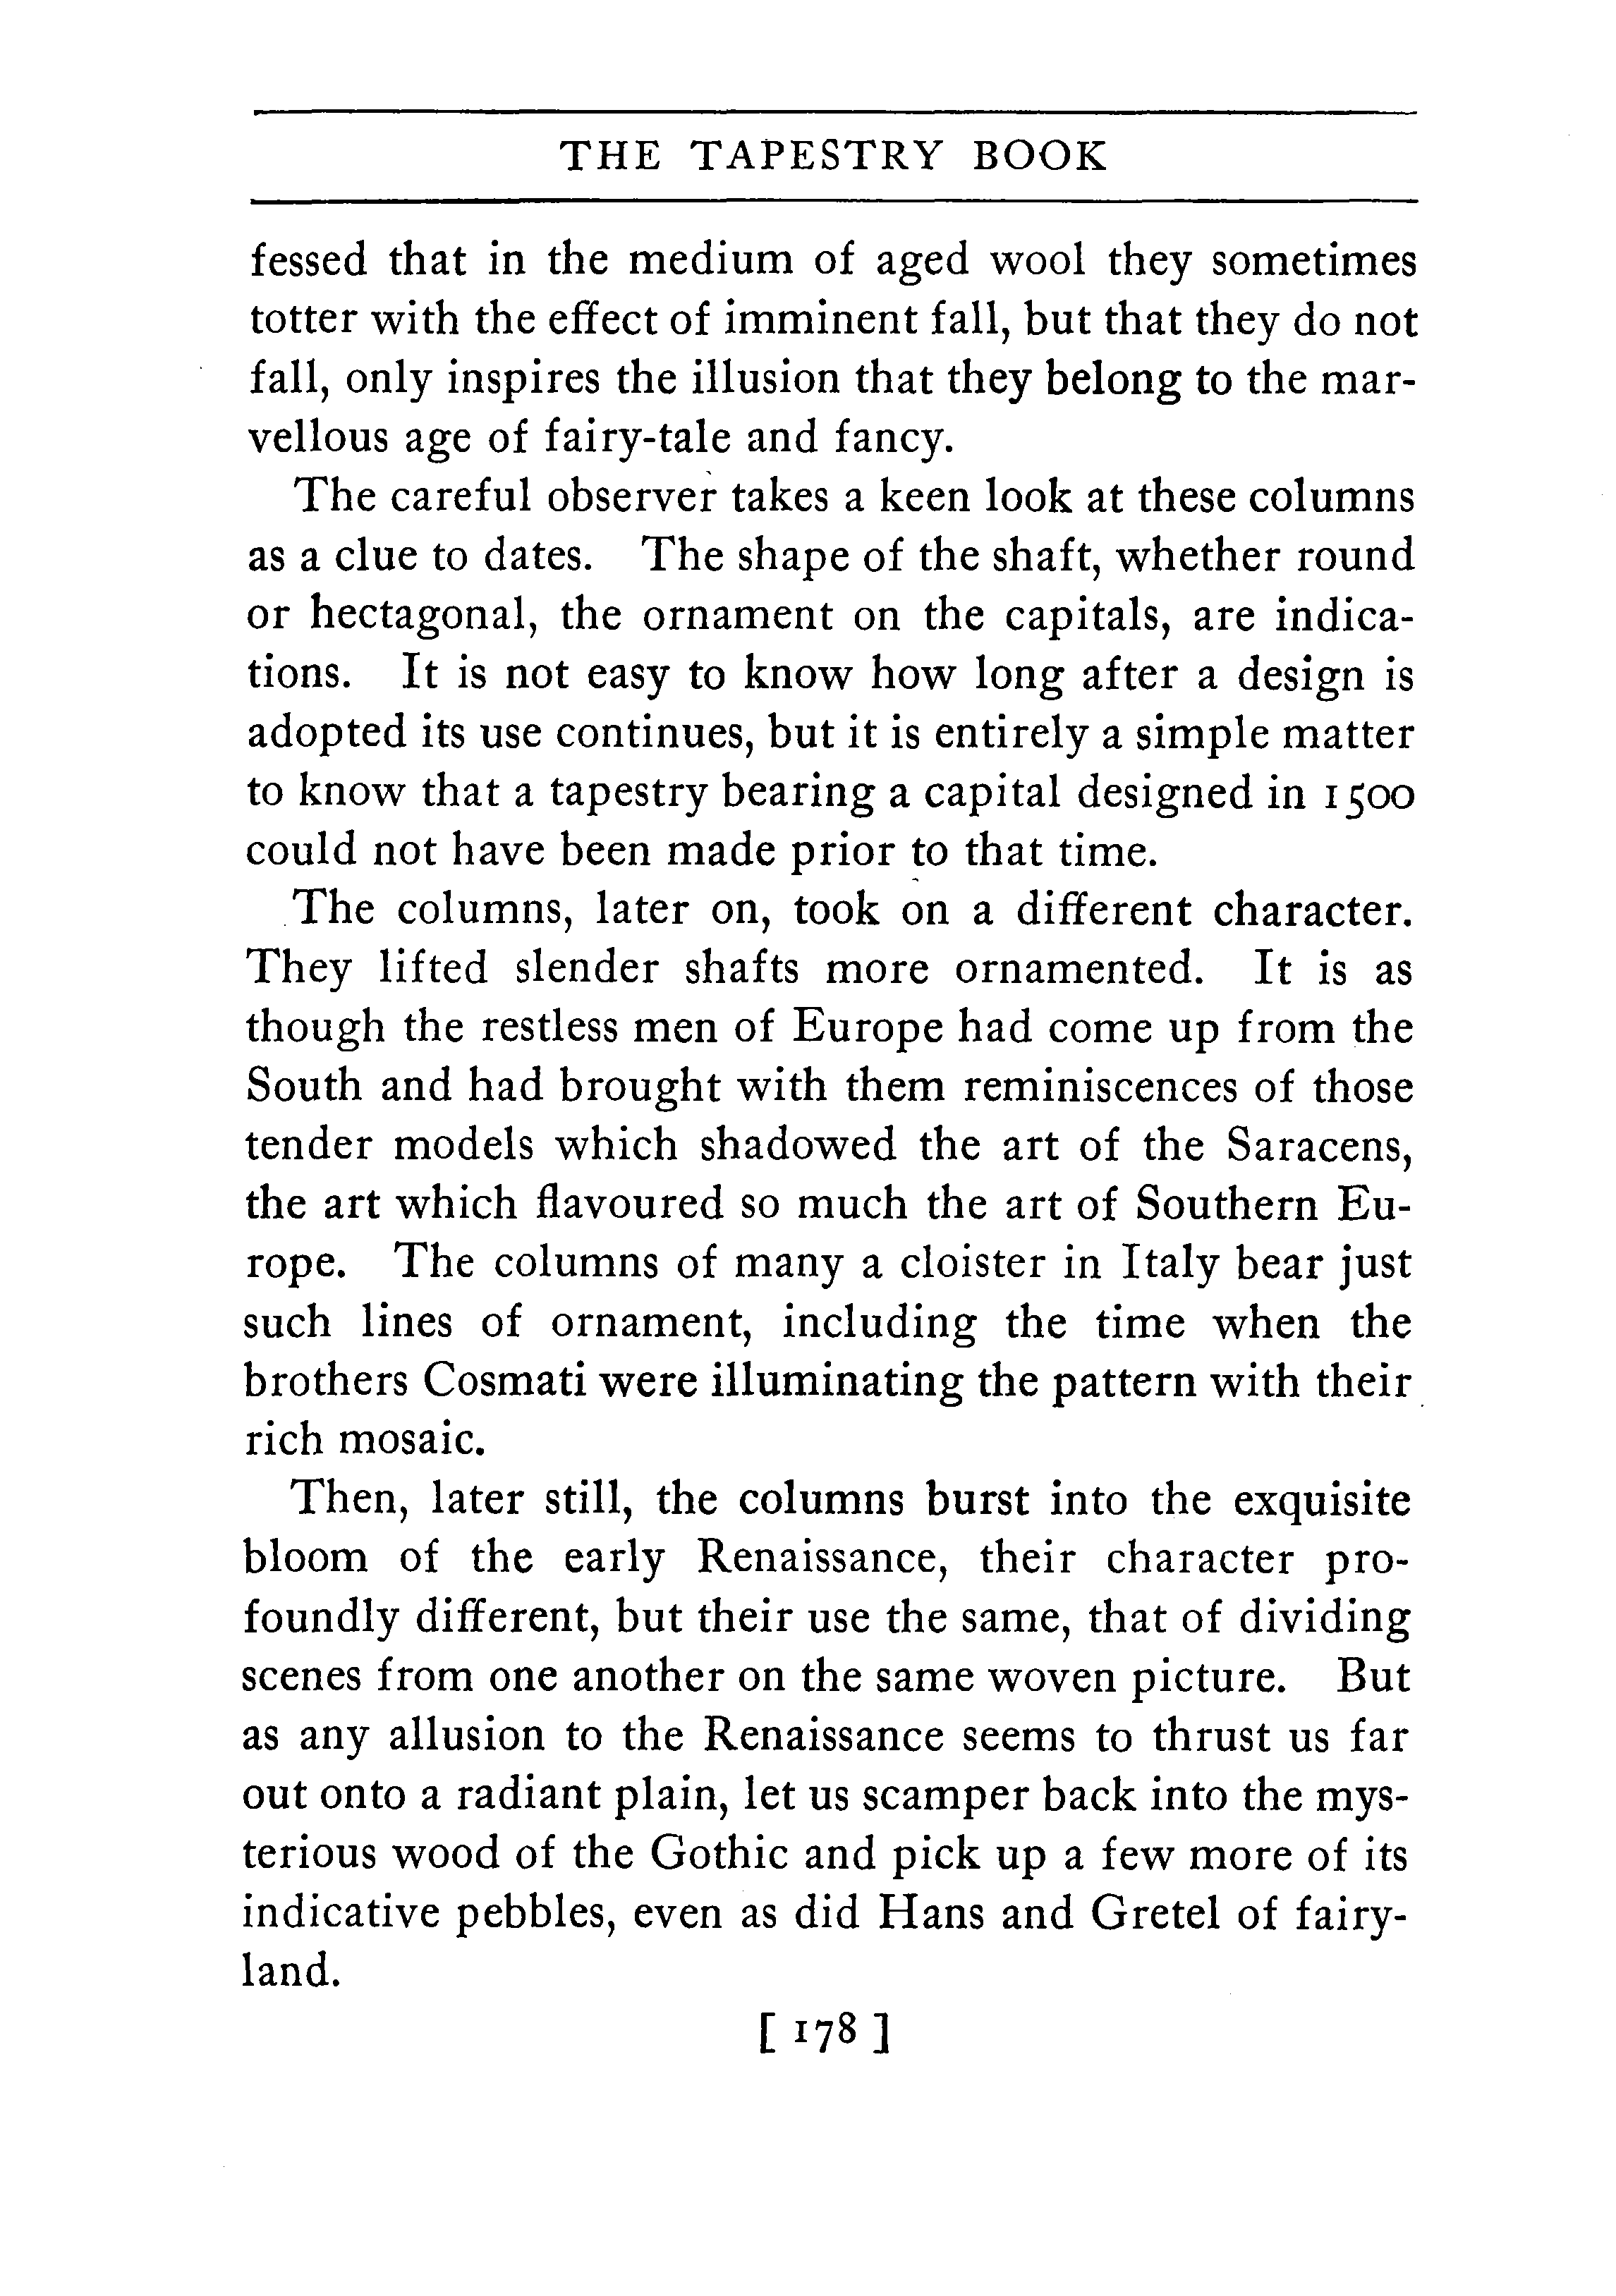 THE TAPESTRY BOOK
fessed that in the medium of aged wool they sometimes
totter with the effect of imminent fall, but that they do not
fall, only inspires the illusion that they belong to the mar-
vellous age of fairy-tale and fancy.
The careful observer takes a keen look at these columns
as a clue to dates. The shape of the shaft, whether round
or hectagonal, the ornament on the capitals, are indica-
tions. It is not easy to know how long after a design is
adopted its use continues, but it is entirely a simple matter
to know that a tapestry bearing a capital designed in 1500
could not have been made prior to that time.
The columns, later on, took on a different character.
They lifted slender shafts more ornamented. It is as
though the restless men of Europe had come up from the
South and had brought with them reminiscences of those
tender models which shadowed the art of the Saracens,
the art which flavoured so much the art of Southern Eu-
rope. The columns of many a cloister in Italy bear just
such lines of ornament, including the time when the
brothers Cosmati were illuminating the pattern with their
rich mosaic.
Then, later still, the columns burst into the exquisite
bloom of the early Renaissance, their character pro-
foundly different, but their use the same, that of dividing
scenes from one another on the same woven picture. But
as any allusion to the Renaissance seems to thrust us far
out onto a radiant plain, let us scamper back into the mys-
terious wood of the Gothic and pick up a few more of its
indicative pebbles, even as did Hans and Gretel of fairy-
land.
[ 178 ]